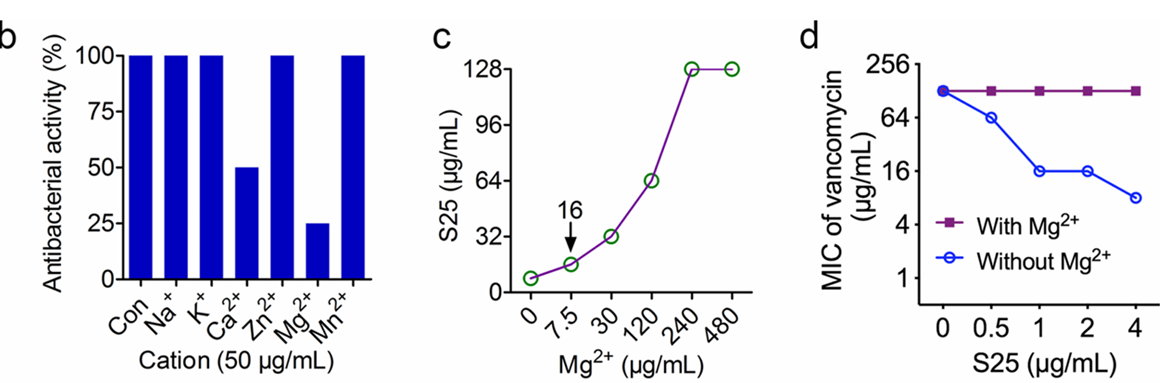 b
Antibacterial activity (%)
100
75
50
25
0
Con
Na⁺
K⁺
Ca²⁺
Zn²⁺
Mg²⁺
Mn²⁺
Cation (50 µg/mL)
c
S25 (µg/mL)
128
96
64
32
0
16
0
7.5
30
120
240
480
Mg²⁺ (µg/mL)
d
MIC of vancomycin
(µg/mL)
256
64
16
4
1
With Mg²⁺
Without Mg²⁺
0
0.5
1
2
4
S25 (µg/mL)